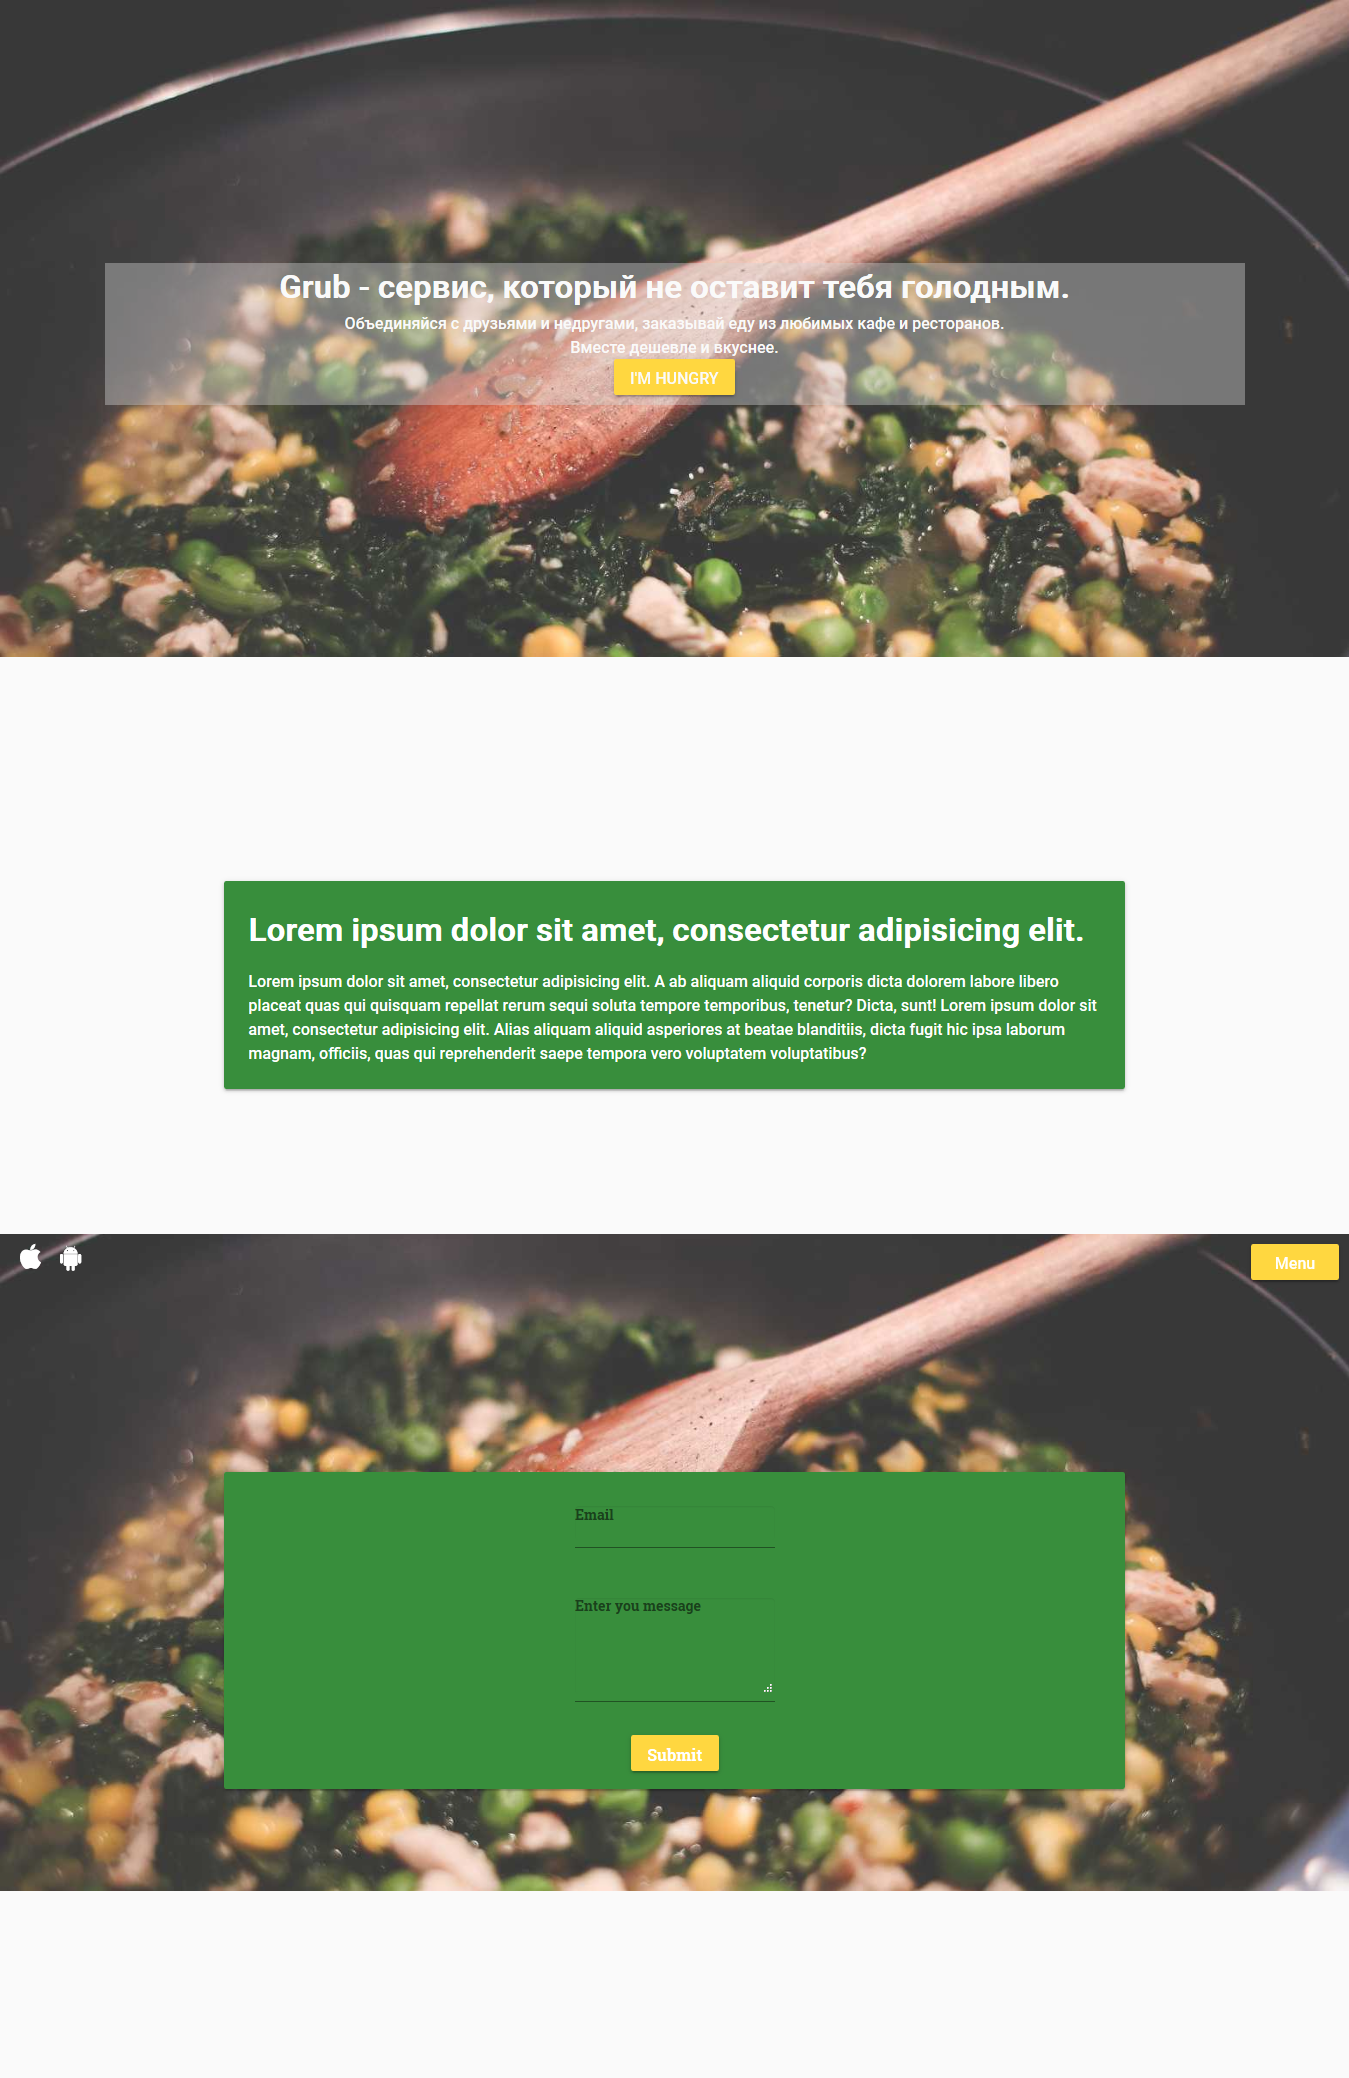 Grub - сервис, который не оставит тебя голодным.
Объединяйся с друзьями и недругами, заказывай еду из любимых кафе и ресторанов.
Вместе дешевле и вкуснее.
I'M HUNGRY
Lorem ipsum dolor sit amet, consectetur adipisicing elit.
Lorem ipsum dolor sit amet, consectetur adipisicing elit. A ab aliquam aliquid corporis dicta dolorem labore libero
placeat quas qui quisquam repellat rerum sequi soluta tempore temporibus, tenetur? Dicta, sunt! Lorem ipsum dolor sit
amet, consectetur adipisicing elit. Alias aliquam aliquid asperiores at beatae blanditiis, dicta fugit hic ipsa laborum
magnam, officiis, quas qui reprehenderit saepe tempora vero voluptatem voluptatibus?
Menu
Email
Enter you message
Submit